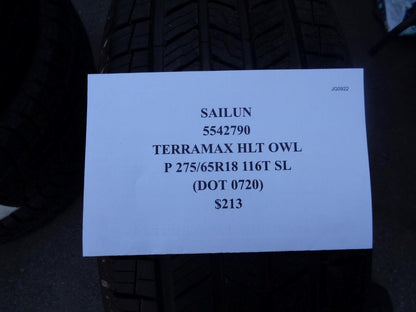 JG0922
SAILUN
5542790
TERRAMAX HLT OWL
P 275/65R18 116T SL
(DOT 0720)
$213